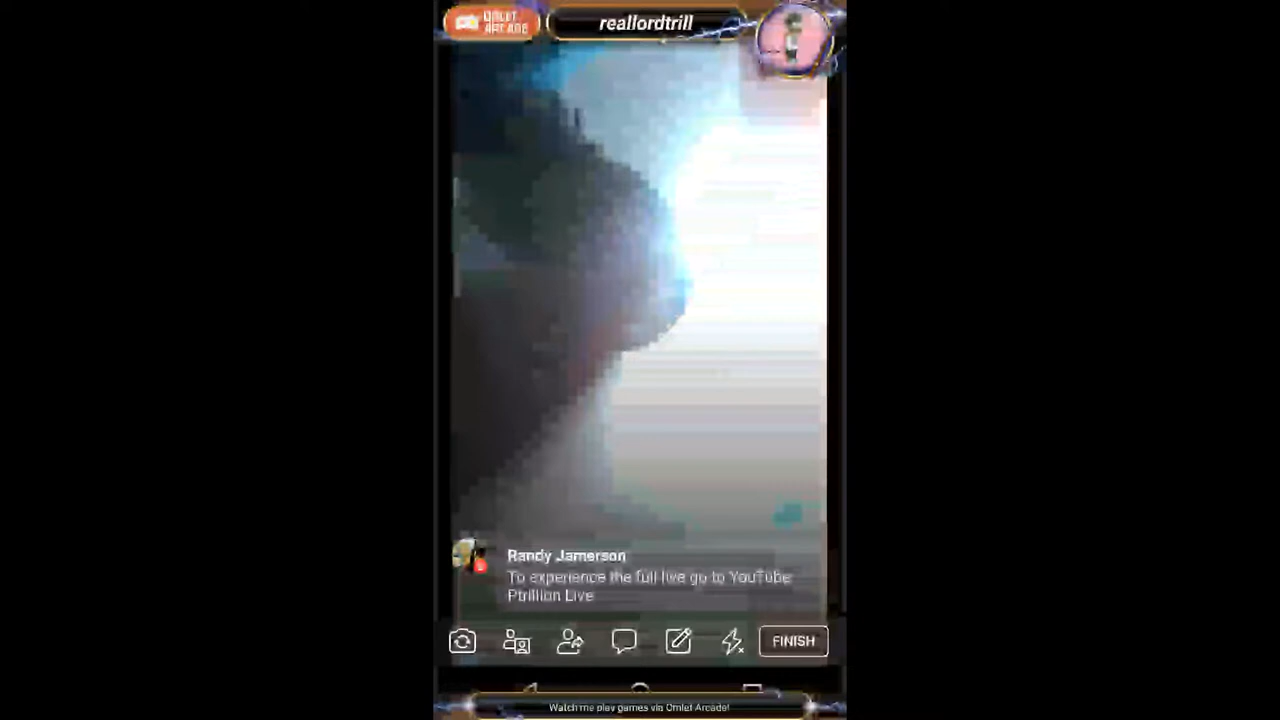 OMLET
ARCADE
reallordtrill
Randy Jamerson
To experience the full live go to YouTube
Ptrillion Live
FINISH
Watch me play games via Omlet Arcade!